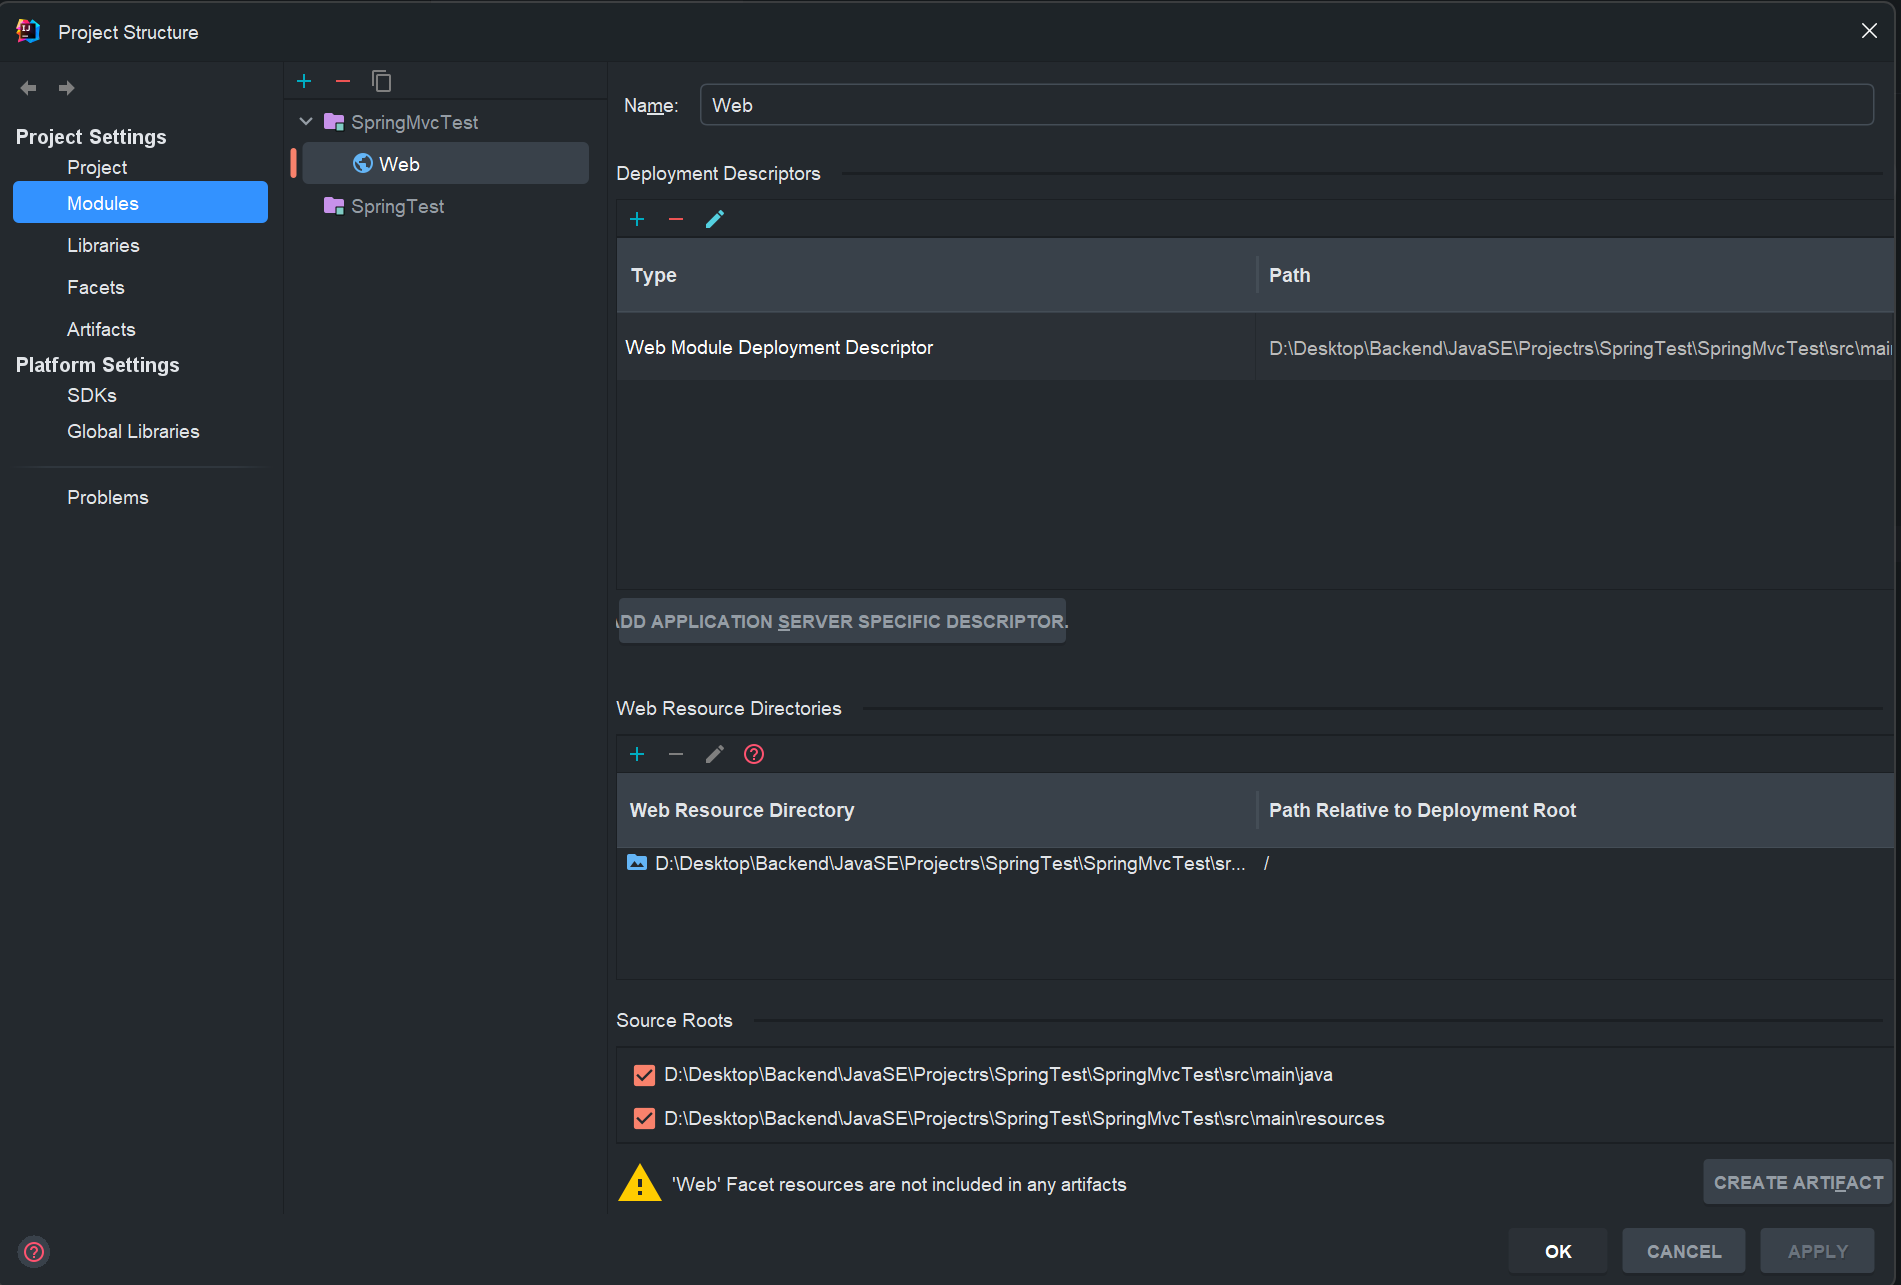 Project Structure
Project Settings
Project
Modules
Libraries
Facets
Artifacts
Platform Settings
SDKs
Global Libraries
Problems
SpringMvcTest
Web
SpringTest
Name: Web
Deployment Descriptors
Type Path
Web Module Deployment Descriptor D:\Desktop\Backend\JavaSE\Projectrs\SpringTest\SpringMvcTest\src\mai
DD APPLICATION SERVER SPECIFIC DESCRIPTOR.
Web Resource Directories
Web Resource Directory Path Relative to Deployment Root
D:\Desktop\Backend\JavaSE\Projectrs\SpringTest\SpringMvcTest\sr... /
Source Roots
D:\Desktop\Backend\JavaSE\Projectrs\SpringTest\SpringMvcTest\src\main\java
D:\Desktop\Backend\JavaSE\Projectrs\SpringTest\SpringMvcTest\src\main\resources
'Web' Facet resources are not included in any artifacts
CREATE ARTIFACT
OK CANCEL APPLY